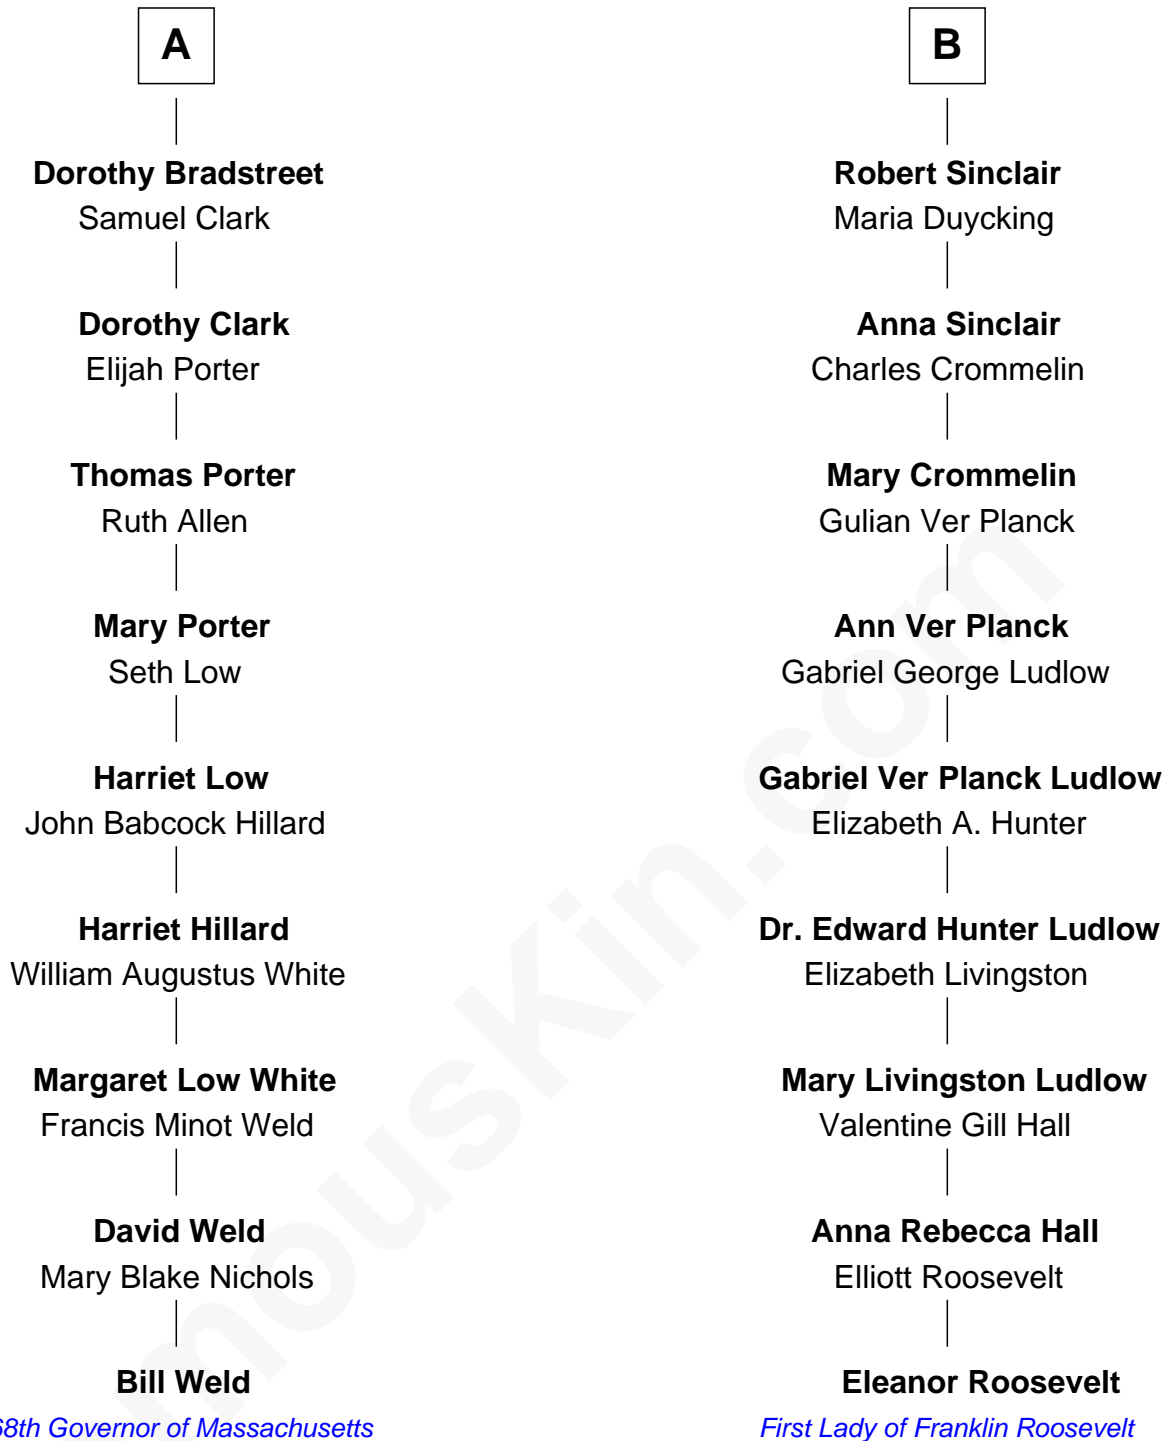 A
Dorothy Bradstreet
Samuel Clark
Dorothy Clark
Elijah Porter
Thomas Porter
Ruth Allen
Mary Porter
Seth Low
Harriet Low
John Babcock Hillard
Harriet Hillard
William Augustus White
Margaret Low White
Francis Minot Weld
David Weld
Mary Blake Nichols
Bill Weld
68th Governor of Massachusetts
B
Robert Sinclair
Maria Duycking
Anna Sinclair
Charles Crommelin
Mary Crommelin
Gulian Ver Planck
Ann Ver Planck
Gabriel George Ludlow
Gabriel Ver Planck Ludlow
Elizabeth A. Hunter
Dr. Edward Hunter Ludlow
Elizabeth Livingston
Mary Livingston Ludlow
Valentine Gill Hall
Anna Rebecca Hall
Elliott Roosevelt
Eleanor Roosevelt
First Lady of Franklin Roosevelt
mousKin.com